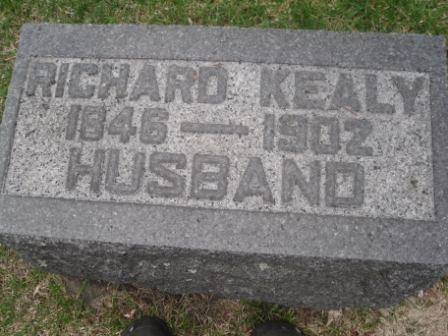 RICHARD KEALY
1846 — 1902
HUSBAND